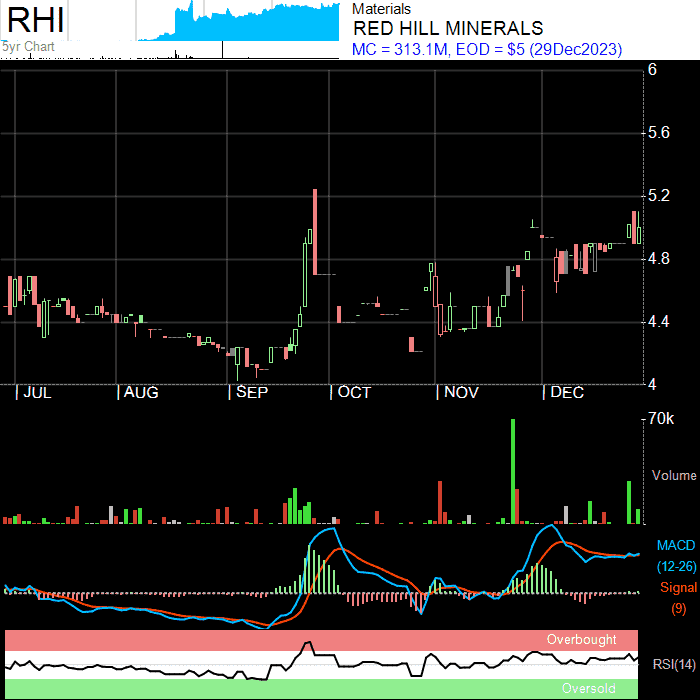 RHI
5yr Chart
Materials
RED HILL MINERALS
MC = 313.1M, EOD = $5 (29Dec2023)
6
5.6
5.2
4.8
4.4
4
JUL
AUG
SEP
OCT
NOV
DEC
70k
Volume
MACD
(12-26)
Signal
(9)
Overbought
RSI(14)
Oversold